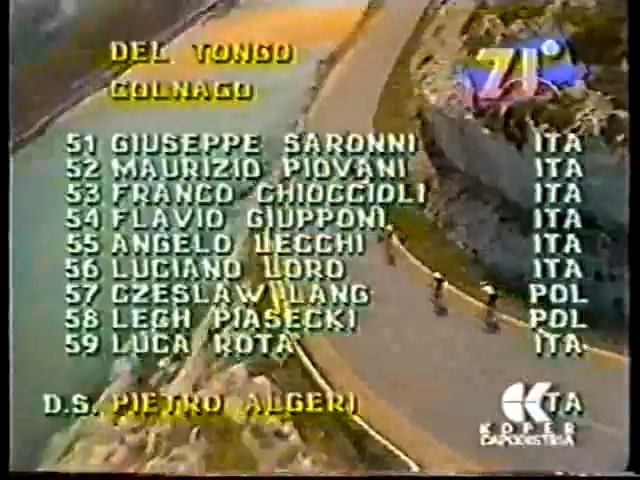 DEL TONGO
COLNAGO
71°
51 GIUSEPPE SARONNI ITA
52 MAURIZIO PIOVANI ITA
53 FRANCO CHIOCCIOLI ITA
54 FLAVIO GIUPPONI ITA
55 ANGELO LECCHI ITA
56 LUCIANO LORO ITA
57 CZESLAW LANG POL
58 LECH PIASECKI POL
59 LUCA ROTA ITA
D.S. PIETRO ALGERI ITA
KOPER
CAPODISTRIA